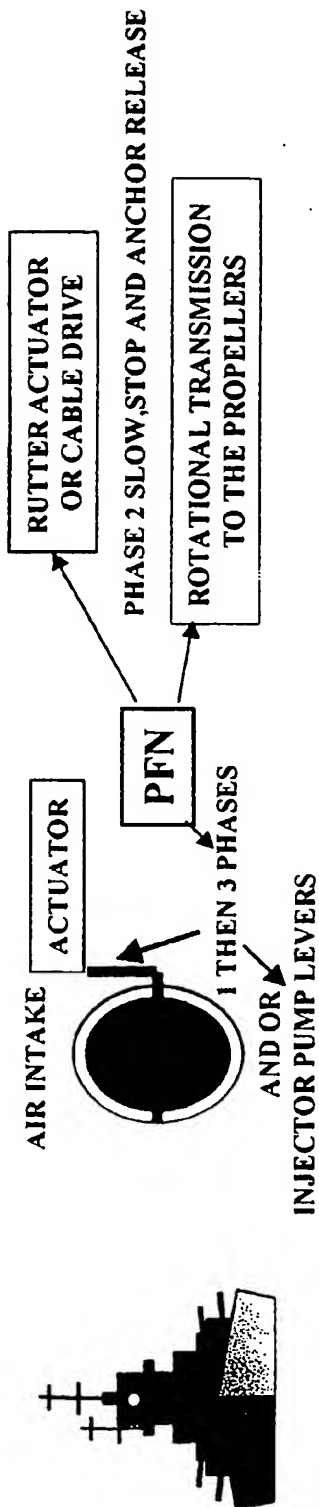 AIR INTAKE
ACTUATOR
1 THEN 3 PHASES
AND OR
INJECTOR PUMP LEVERS
PFN
RUTTER ACTUATOR
OR CABLE DRIVE
PHASE 2 SLOW,STOP AND ANCHOR RELEASE
ROTATIONAL TRANSMISSION
TO THE PROPELLERS